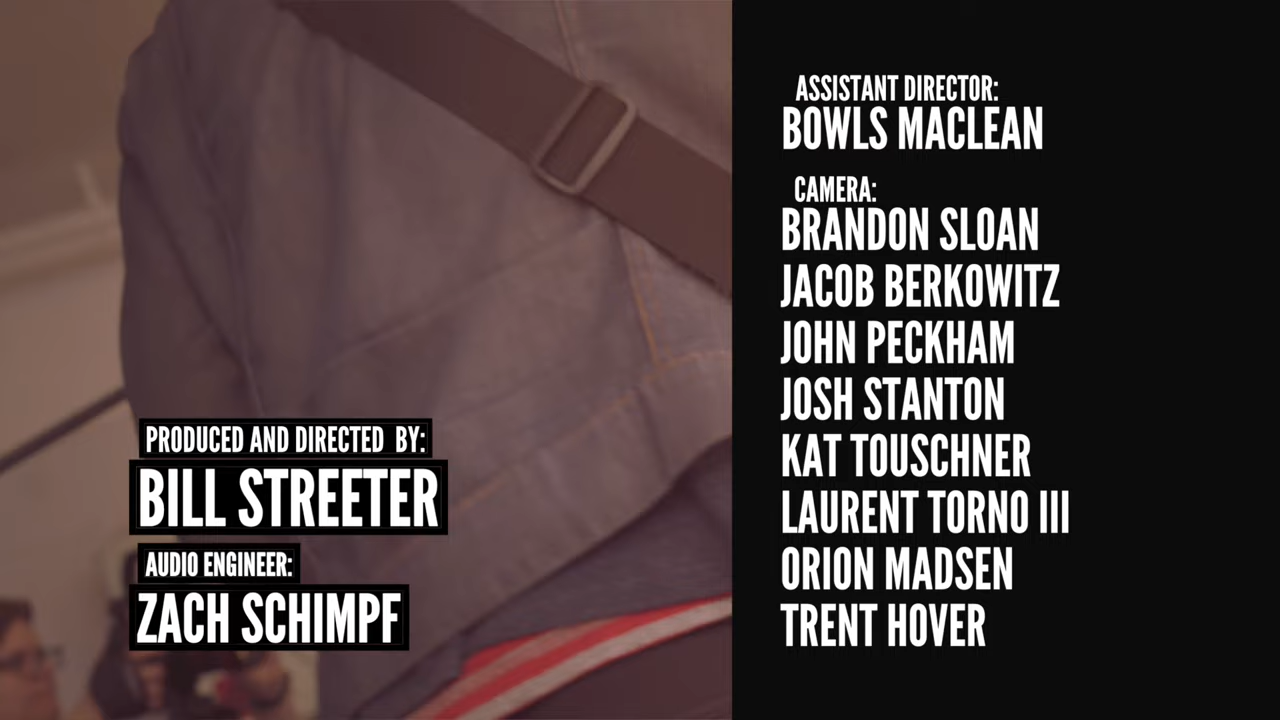 PRODUCED AND DIRECTED BY:
BILL STREETER
AUDIO ENGINEER:
ZACH SCHIMPF
ASSISTANT DIRECTOR:
BOWLS MACLEAN
CAMERA:
BRANDON SLOAN
JACOB BERKOWITZ
JOHN PECKHAM
JOSH STANTON
KAT TOUSCHNER
LAURENT TORNO III
ORION MADSEN
TRENT HOVER